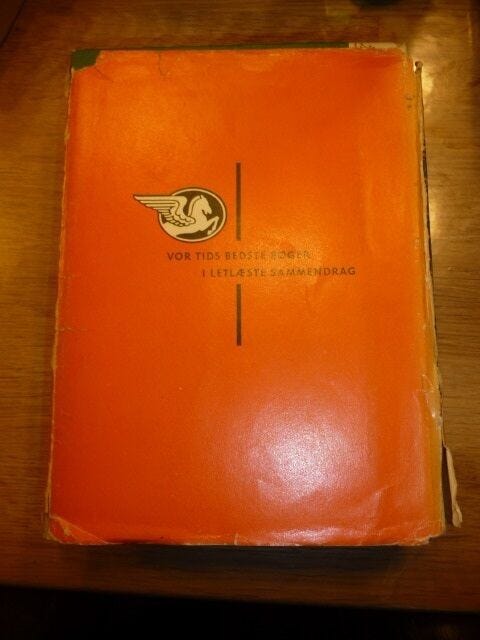 VOR TIDS BEDSTE BØGER
I LETLÆSTE SAMMENDRAG